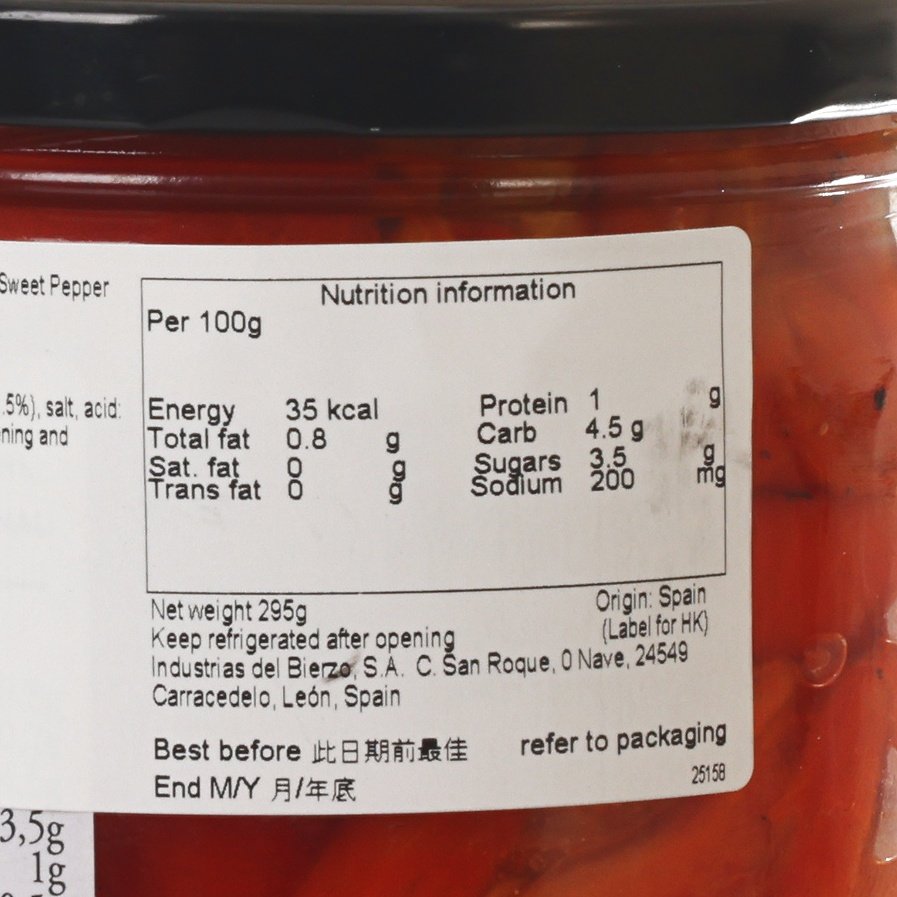 Sweet Pepper
.5%), salt, acid:
ning and
Nutrition information
Per 100g
Energy 35 kcal Protein 1 g
Total fat 0.8 g Carb 4.5 g
Sat. fat 0 g Sugars 3.5 g
Trans fat 0 g Sodium 200 mg
Net weight 295g Origin: Spain
Keep refrigerated after opening (Label for HK)
Industrias del Bierzo, S.A. C. San Roque, 0 Nave, 24549
Carracedelo, León, Spain
Best before 此日期前最佳 refer to packaging
End M/Y 月/年底 25158
3,5g
1g